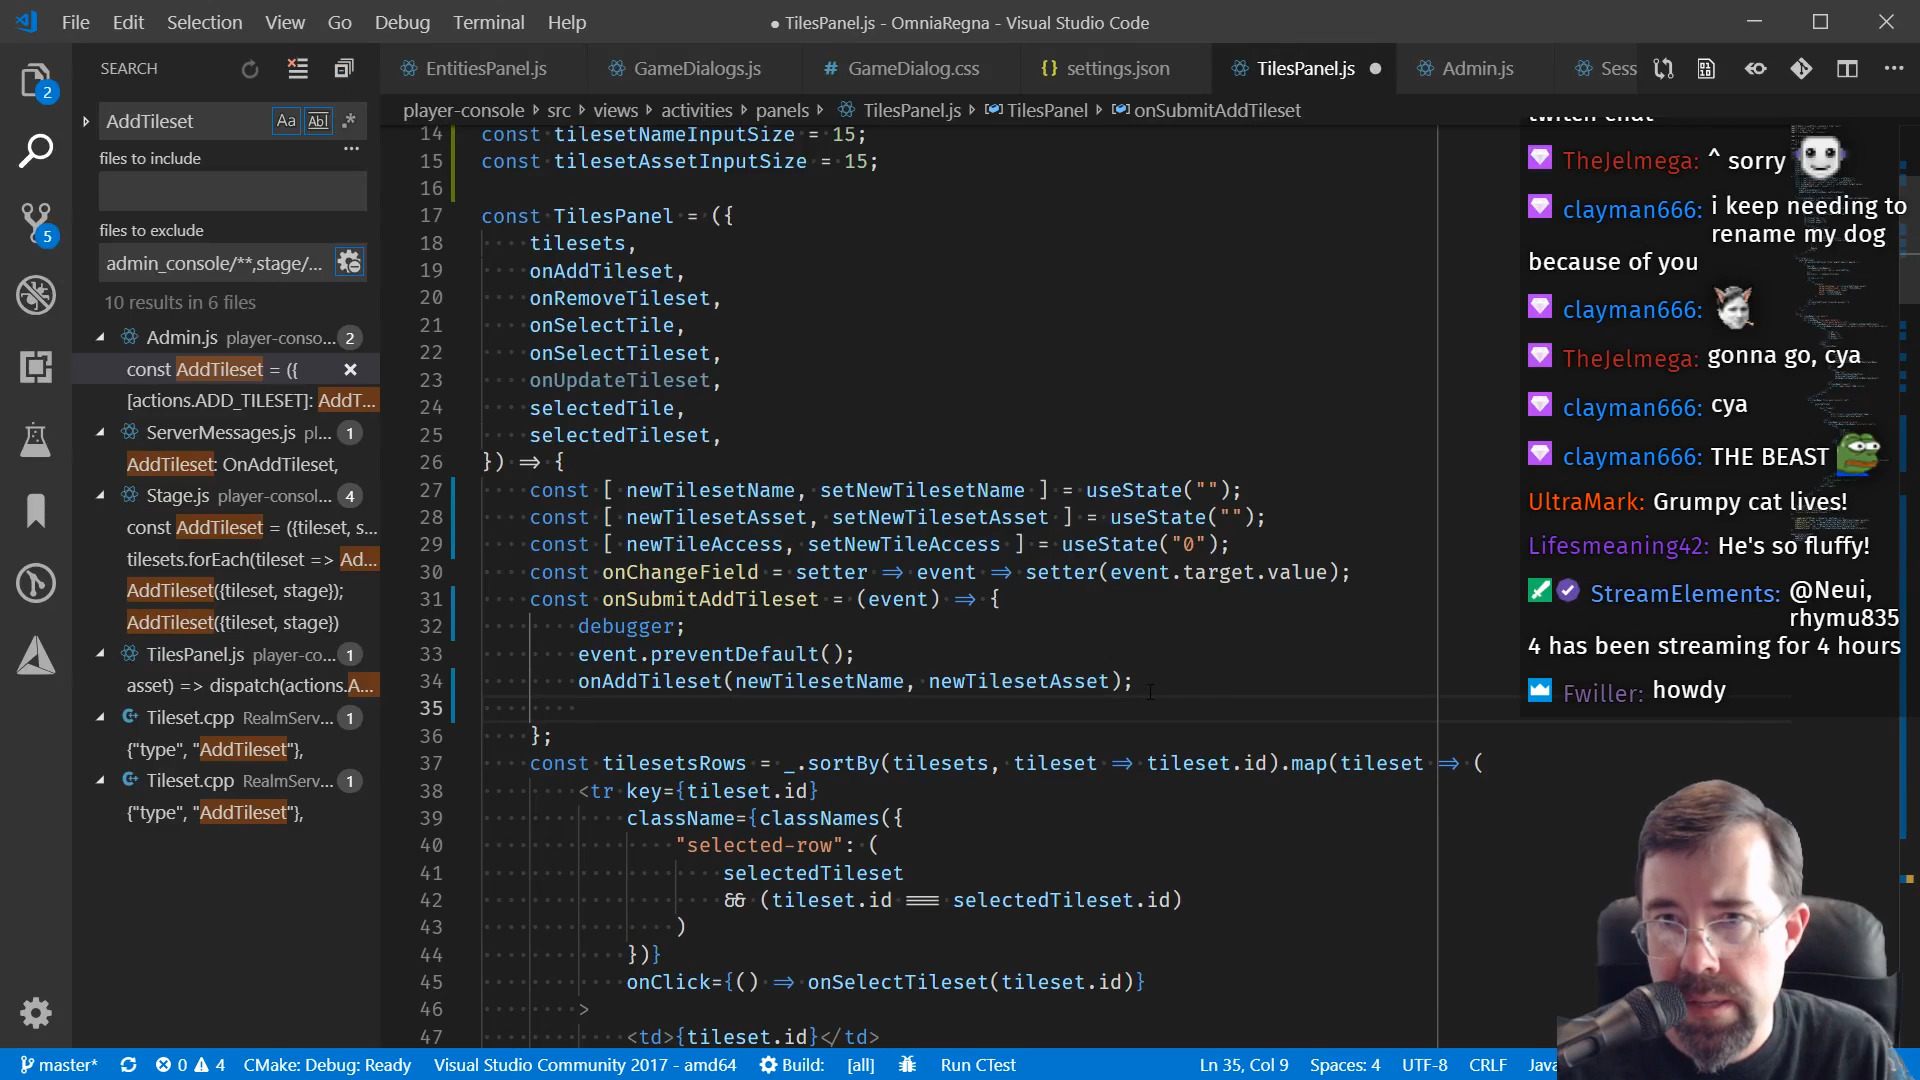 File Edit Selection View Go Debug Terminal Help
● TilesPanel.js - OmniaRegna - Visual Studio Code
SEARCH
EntitiesPanel.js GameDialogs.js # GameDialog.css {} settings.json TilesPanel.js ● Admin.js Sess
2
AddTileset Aa Abl .*
files to include
...
files to exclude
5
admin_console/**,stage/...
10 results in 6 files
Admin.js player-conso... 2
const AddTileset = ({
[actions.ADD_TILESET]: AddT...
ServerMessages.js pl... 1
AddTileset: OnAddTileset,
Stage.js player-consol... 4
const AddTileset = ({tileset, s...
tilesets.forEach(tileset => Ad...
AddTileset({tileset, stage});
AddTileset({tileset, stage})
TilesPanel.js player-co... 1
asset) => dispatch(actions.A...
Tileset.cpp RealmServ... 1
{"type", "AddTileset"},
Tileset.cpp RealmServ... 1
{"type", "AddTileset"},
player-console > src > views > activities > panels > TilesPanel.js > TilesPanel > onSubmitAddTileset
14 const tilesetNameInputSize = 15;
15 const tilesetAssetInputSize = 15;
16
17 const TilesPanel = ({
18 tilesets,
19 onAddTileset,
20 onRemoveTileset,
21 onSelectTile,
22 onSelectTileset,
23 onUpdateTileset,
24 selectedTile,
25 selectedTileset,
26 }) => {
27 const [ newTilesetName, setNewTilesetName ] = useState("");
28 const [ newTilesetAsset, setNewTilesetAsset ] = useState("");
29 const [ newTileAccess, setNewTileAccess ] = useState("0");
30 const onChangeField = setter => event => setter(event.target.value);
31 const onSubmitAddTileset = (event) => {
32 debugger;
33 event.preventDefault();
34 onAddTileset(newTilesetName, newTilesetAsset);
35
36 };
37 const tilesetsRows = _.sortBy(tilesets, tileset => tileset.id).map(tileset => (
38 <tr key={tileset.id}
39 className={classNames({
40 "selected-row": (
41 selectedTileset
42 && (tileset.id === selectedTileset.id)
43 )
44 })}
45 onClick={() => onSelectTileset(tileset.id)}
46 >
47 <td>{tileset.id}</td>
twitch chat
TheJelmega: ^ sorry
clayman666: i keep needing to
rename my dog
because of you
clayman666:
TheJelmega: gonna go, cya
clayman666: cya
clayman666: THE BEAST
UltraMark: Grumpy cat lives!
Lifesmeaning42: He's so fluffy!
StreamElements: @Neui,
rhymu835
4 has been streaming for 4 hours
Fwiller: howdy
master* 0 4 CMake: Debug: Ready Visual Studio Community 2017 - amd64 Build: [all] Run CTest Ln 35, Col 9 Spaces: 4 UTF-8 CRLF Java